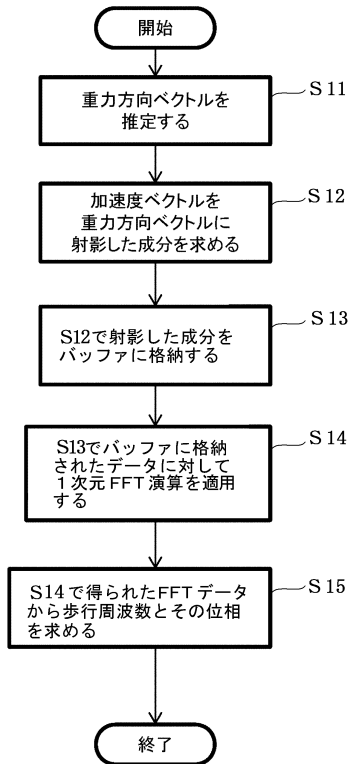 開始
重力方向ベクトルを
推定する
S11
加速度ベクトルを
重力方向ベクトルに
射影した成分を求める
S12
S12で射影した成分を
バッファに格納する
S13
S13でバッファに格納
されたデータに対して
1次元FFT演算を適用
する
S14
S14で得られたFFTデータ
から歩行周波数とその位相
を求める
S15
終了